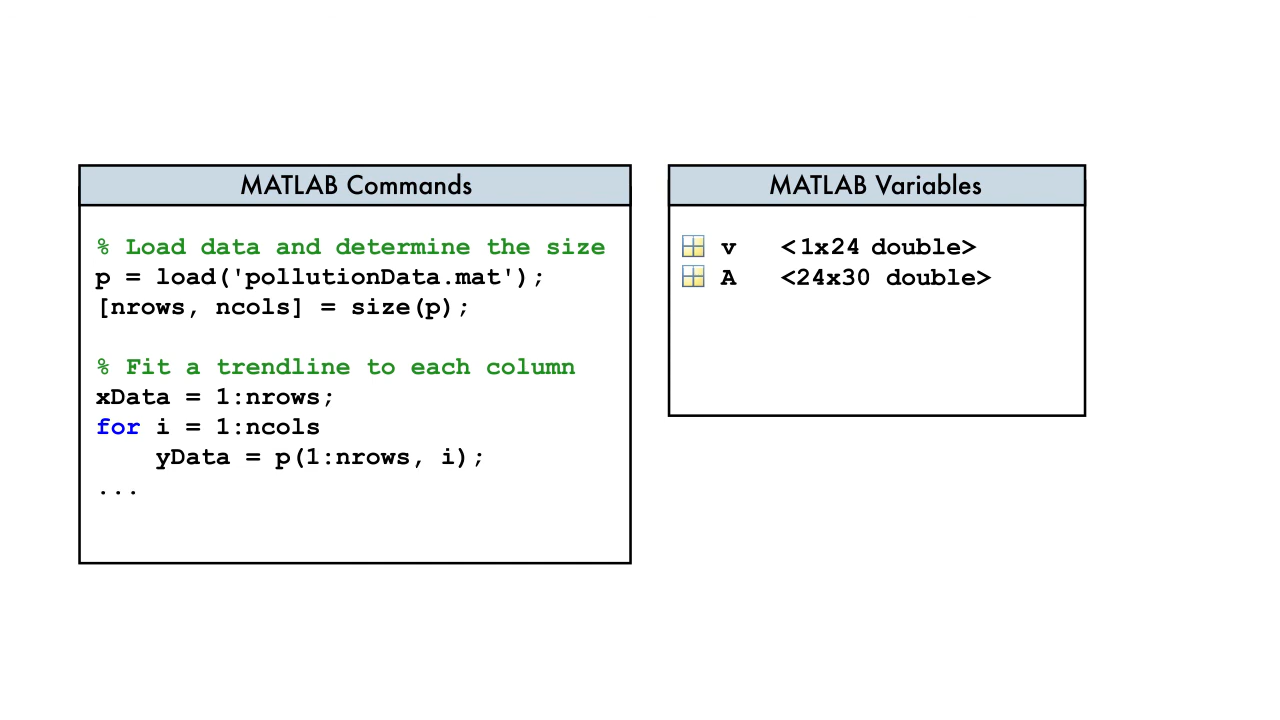 MATLAB Commands
% Load data and determine the size
p = load('pollutionData.mat');
[nrows, ncols] = size(p);
% Fit a trendline to each column
xData = 1:nrows;
for i = 1:ncols
    yData = p(1:nrows, i);
...
MATLAB Variables
v <1x24 double>
A <24x30 double>